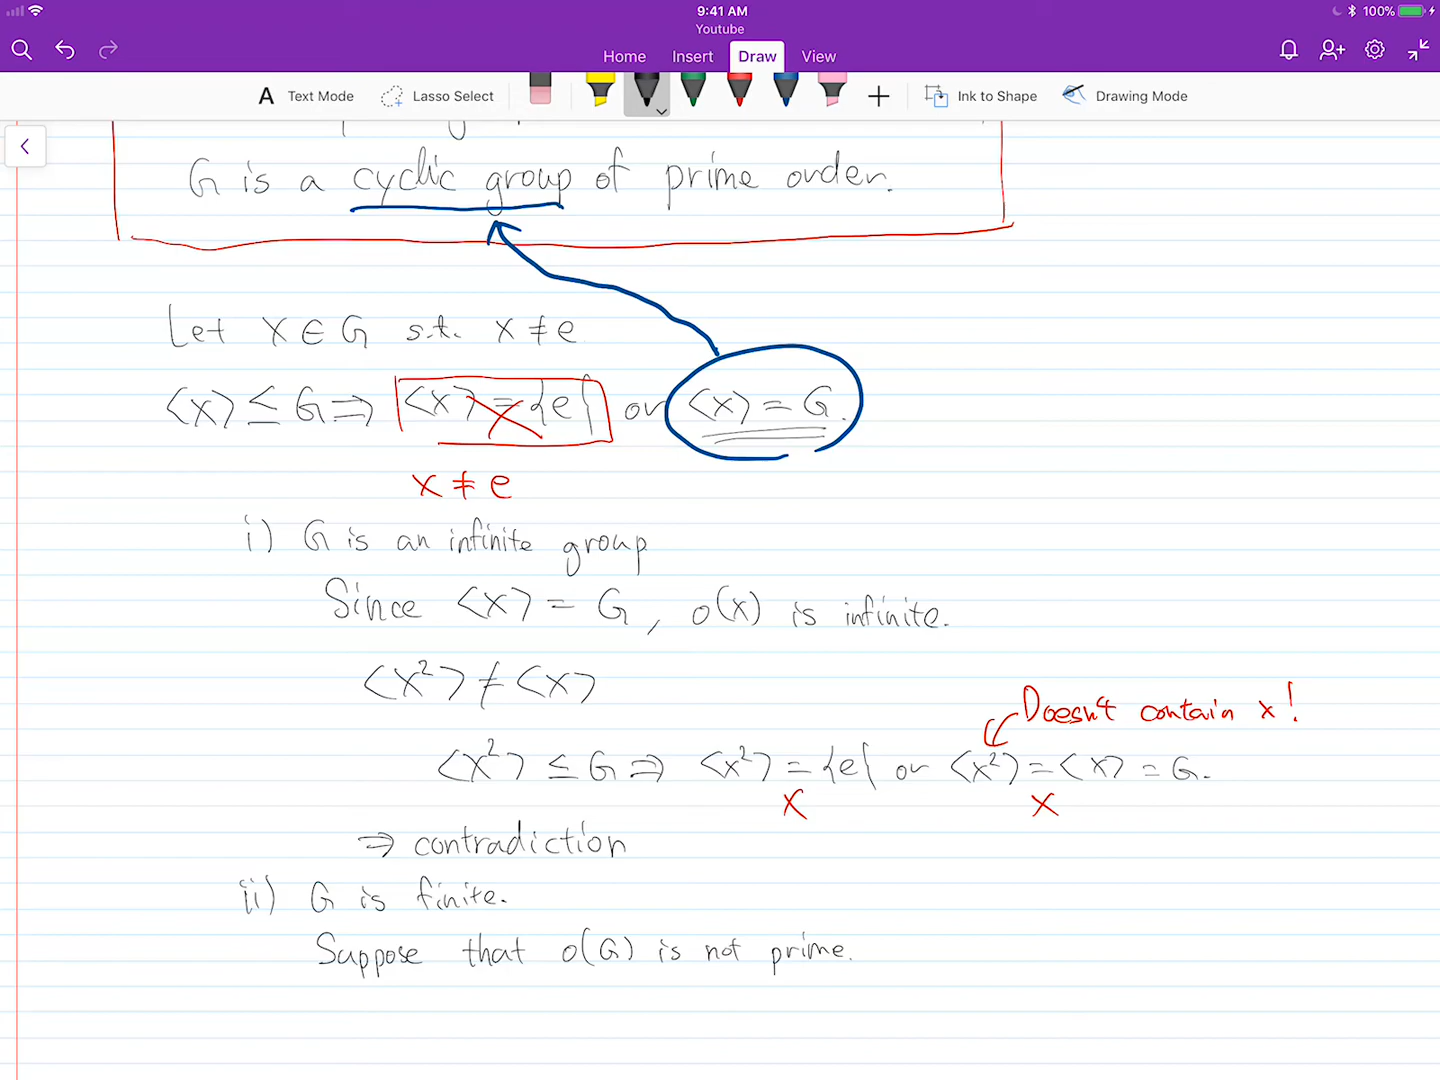 9:41 AM
100%
Youtube
Home Insert Draw View
A Text Mode Lasso Select + Ink to Shape Drawing Mode
G is a cyclic group of prime order.
Let x ∈ G s.t. x ≠ e
⟨x⟩ ≤ G ⇒ ⟨x⟩ = {e} or ⟨x⟩ = G.
x ≠ e
i) G is an infinite group
Since ⟨x⟩ = G, o(x) is infinite.
⟨x²⟩ ≠ ⟨x⟩
Doesn't contain x!
⟨x²⟩ ≤ G ⇒ ⟨x²⟩ = {e} or ⟨x²⟩ = ⟨x⟩ = G.
X X
⇒ contradiction
ii) G is finite.
Suppose that o(G) is not prime.